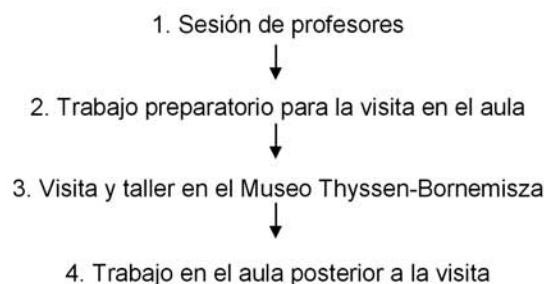 1. Sesión de profesores
2. Trabajo preparatorio para la visita en el aula
3. Visita y taller en el Museo Thyssen-Bornemisza
4. Trabajo en el aula posterior a la visita